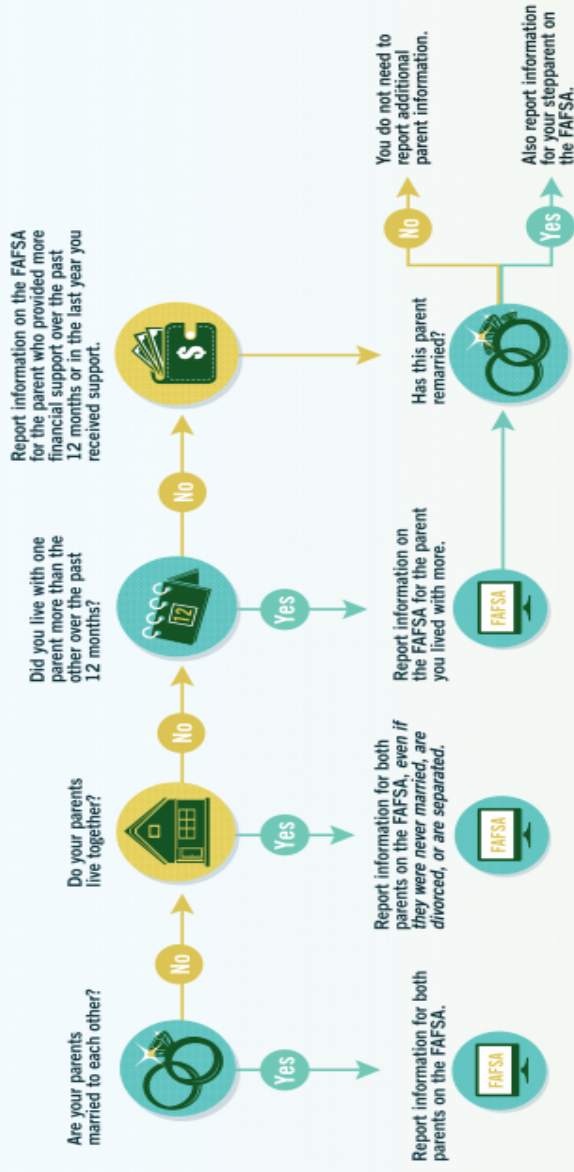 Are your parents
married to each other?
No
Do your parents
live together?
No
Did you live with one
parent more than the
other over the past
12 months?
12
No
Report information on the FAFSA
for the parent who provided more
financial support over the past
12 months or in the last year you
received support.
$
Yes
Yes
Yes
Report information for both
parents on the FAFSA.
FAFSA
Report information for both
parents on the FAFSA, even if
they were never married, are
divorced, or are separated.
FAFSA
Report information on
the FAFSA for the parent
you lived with more.
FAFSA
Has this parent
remarried?
No
You do not need to
report additional
parent information.
Yes
Also report information
for your stepparent on
the FAFSA.